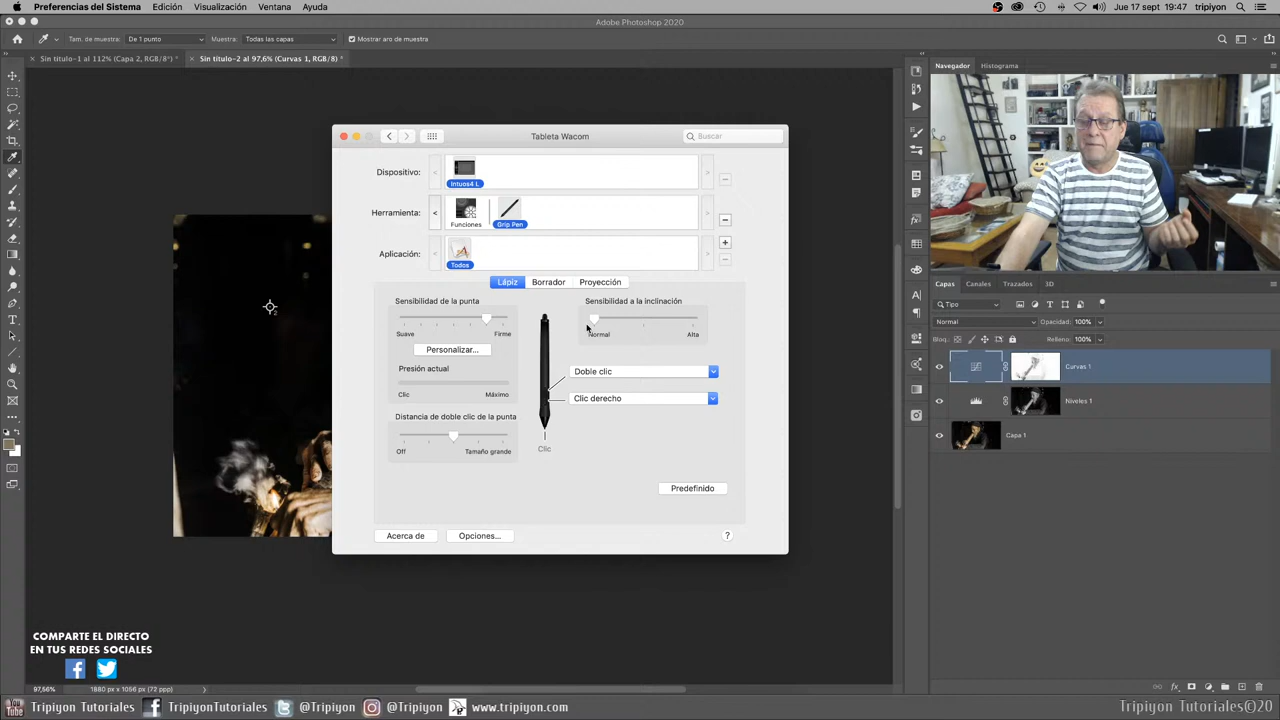 Preferencias del Sistema Edición Visualización Ventana Ayuda Jue 17 sept 19:47 tripiyon
Adobe Photoshop 2020
Tam. de muestra: De 1 punto Muestra: Todas las capas Mostrar aro de muestra
Sin título-1 al 112% (Capa 2, RGB/8*) * Sin título-2 al 97,6% (Curvas 1, RGB/8) *
Navegador Histograma
Tableta Wacom
Buscar
Dispositivo:
Intuos4 L
Herramienta:
Funciones Grip Pen
Aplicación:
Todos
Lápiz Borrador Proyección
Sensibilidad de la punta Sensibilidad a la inclinación
Suave Firme Normal Alta
Personalizar...
Presión actual
Clic Máximo
Doble clic
Clic derecho
Distancia de doble clic de la punta
Off Tamaño grande
Clic
Predefinido
Acerca de Opciones... ?
Capas Canales Trazados 3D
Tipo
Normal Opacidad: 100%
Bloq.: Relleno: 100%
Curvas 1
Niveles 1
Capa 1
COMPARTE EL DIRECTO
EN TUS REDES SOCIALES
97,56% 1880 px x 1056 px (72 ppp)
You Tube Tripiyon Tutoriales TripiyonTutoriales @Tripiyon @Tripiyon www.tripiyon.com Tripiyon Tutoriales©20